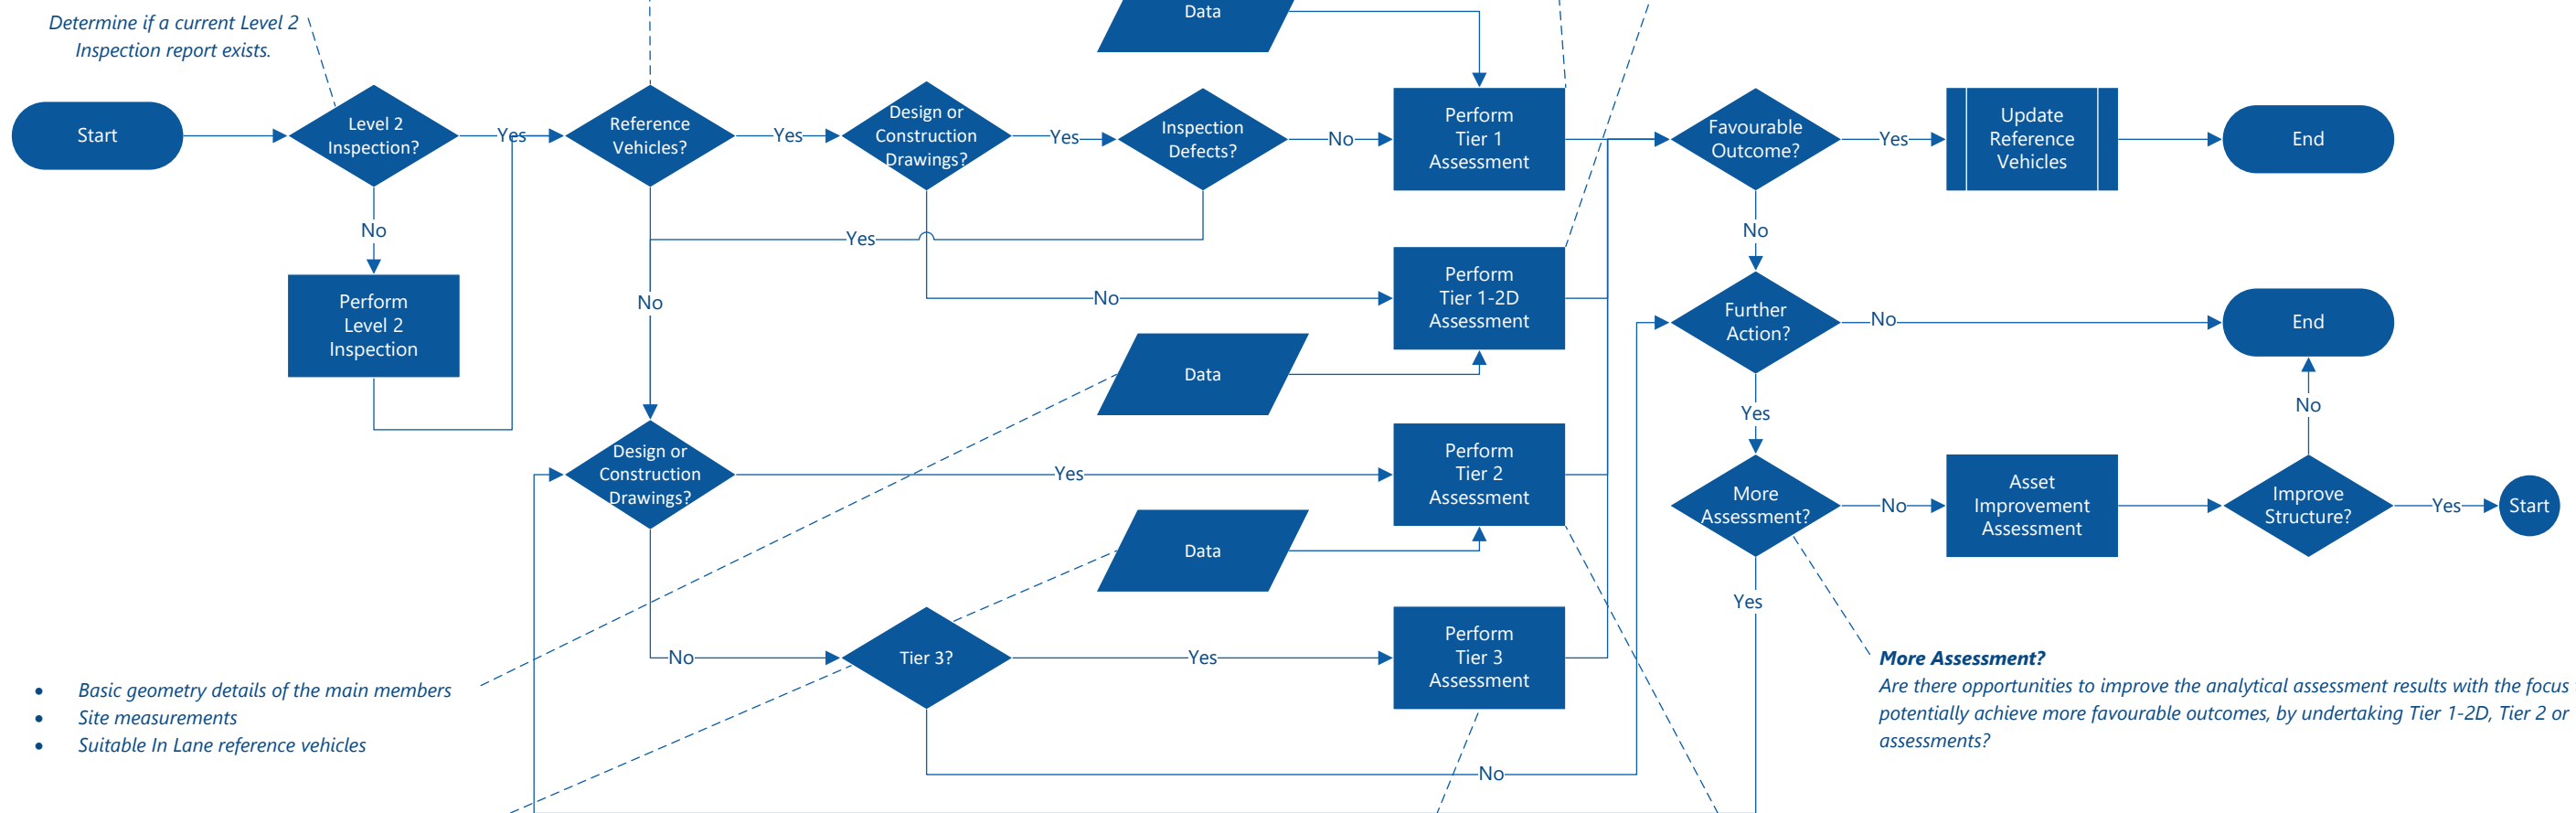 Determine if a current Level 2
Inspection report exists.
Data
Start
Level 2
Inspection?
Yes
Reference
Vehicles?
Yes
Design or
Construction
Drawings?
Yes
Inspection
Defects?
No
Perform
Tier 1
Assessment
Favourable
Outcome?
Yes
Update
Reference
Vehicles
End
No
Yes
No
Perform
Level 2
Inspection
No
No
Perform
Tier 1-2D
Assessment
Further
Action?
No
End
Data
Yes
No
Design or
Construction
Drawings?
Yes
Perform
Tier 2
Assessment
More
Assessment?
No
Asset
Improvement
Assessment
Improve
Structure?
Yes
Start
Data
Yes
No
Tier 3?
Yes
Perform
Tier 3
Assessment
No
More Assessment?
Are there opportunities to improve the analytical assessment results with the focus
potentially achieve more favourable outcomes, by undertaking Tier 1-2D, Tier 2 or
assessments?
• Basic geometry details of the main members
• Site measurements
• Suitable In Lane reference vehicles